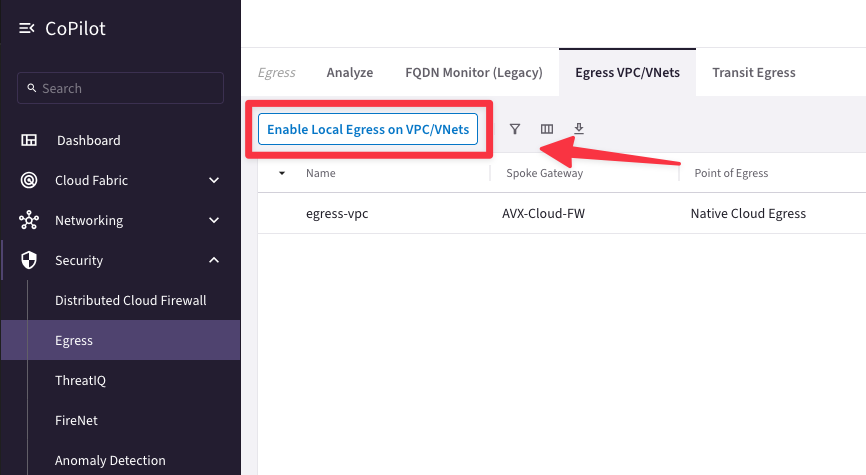 CoPilot
Search
Dashboard
Cloud Fabric
Networking
Security
Distributed Cloud Firewall
Egress
ThreatIQ
FireNet
Anomaly Detection
Egress Analyze FQDN Monitor (Legacy) Egress VPC/VNets Transit Egress
Enable Local Egress on VPC/VNets
Name Spoke Gateway Point of Egress
egress-vpc AVX-Cloud-FW Native Cloud Egress